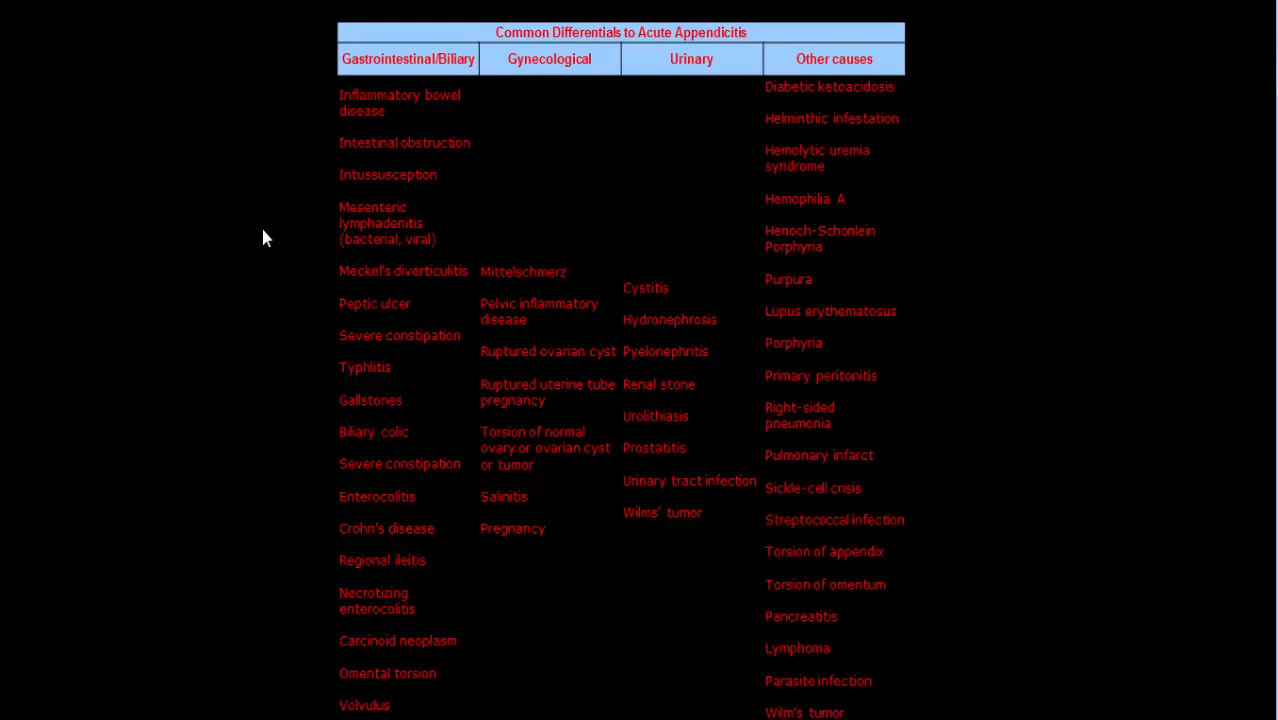 Common Differentials to Acute Appendicitis
Gastrointestinal/Biliary
Gynecological
Urinary
Other causes
Inflammatory bowel
disease
Intestinal obstruction
Intussusception
Mesenteric
lymphadenitis
(bacterial, viral)
Meckel's diverticulitis
Peptic ulcer
Severe constipation
Typhlitis
Gallstones
Biliary colic
Severe constipation
Enterocolitis
Crohn's disease
Regional ileitis
Necrotizing
enterocolitis
Carcinoid neoplasm
Omental torsion
Volvulus
Mittelschmerz
Pelvic inflammatory
disease
Ruptured ovarian cyst
Ruptured uterine tube
pregnancy
Torsion of normal
ovary or ovarian cyst
or tumor
Salinitis
Pregnancy
Cystitis
Hydronephrosis
Pyelonephritis
Renal stone
Urolithiasis
Prostatitis
Urinary tract infection
Wilms' tumor
Diabetic ketoacidosis
Helminthic infestation
Hemolytic uremia
syndrome
Hemophilia A
Henoch-Schonlein
Porphyria
Purpura
Lupus erythematosus
Porphyria
Primary peritonitis
Right-sided
pneumonia
Pulmonary infarct
Sickle-cell crisis
Streptococcal infection
Torsion of appendix
Torsion of omentum
Pancreatitis
Lymphoma
Parasite infection
Wilm's tumor